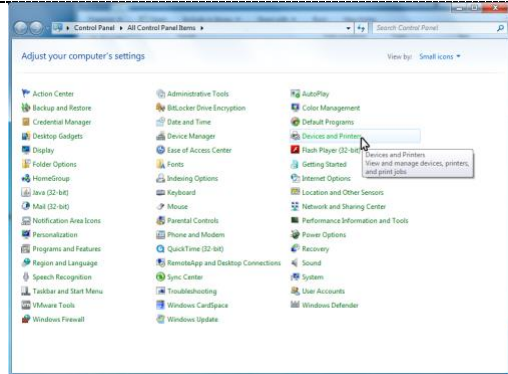 Control Panel ▸ All Control Panel Items ▸
Search Control Panel
Adjust your computer's settings
View by: Small icons
Action Center
Administrative Tools
AutoPlay
Backup and Restore
BitLocker Drive Encryption
Color Management
Credential Manager
Date and Time
Default Programs
Desktop Gadgets
Device Manager
Devices and Printers
Display
Ease of Access Center
Flash Player (32-bit)
Devices and Printers
View and manage devices, printers,
and print jobs
Folder Options
Fonts
Getting Started
HomeGroup
Indexing Options
Internet Options
Java (32-bit)
Keyboard
Location and Other Sensors
Mail (32-bit)
Mouse
Network and Sharing Center
Notification Area Icons
Parental Controls
Performance Information and Tools
Personalization
Phone and Modem
Power Options
Programs and Features
QuickTime (32-bit)
Recovery
Region and Language
RemoteApp and Desktop Connections
Sound
Speech Recognition
Sync Center
System
Taskbar and Start Menu
Troubleshooting
User Accounts
VMware Tools
Windows CardSpace
Windows Defender
Windows Firewall
Windows Update